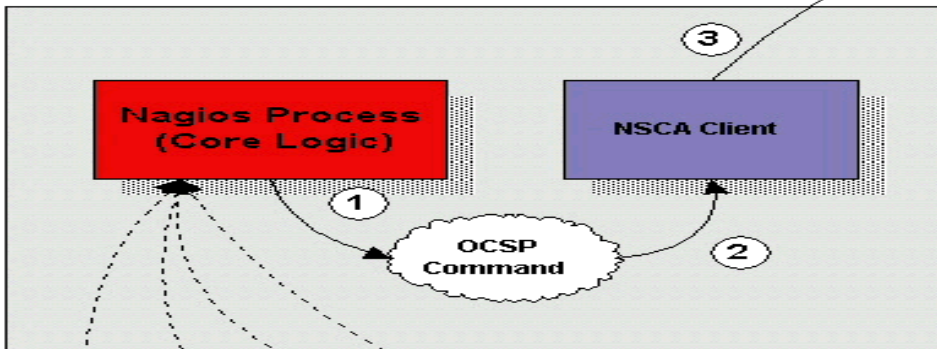 3
Nagios Process
(Core Logic)
NSCA Client
1
OCSP
Command
2